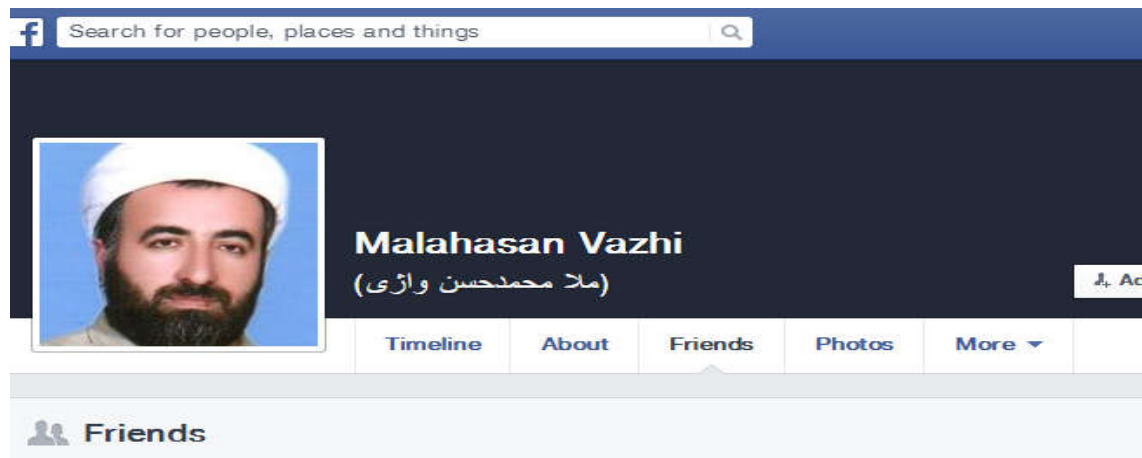 f Search for people, places and things
Malahasan Vazhi
(ملا محمدحسن واژی)
Timeline About Friends Photos More
Friends